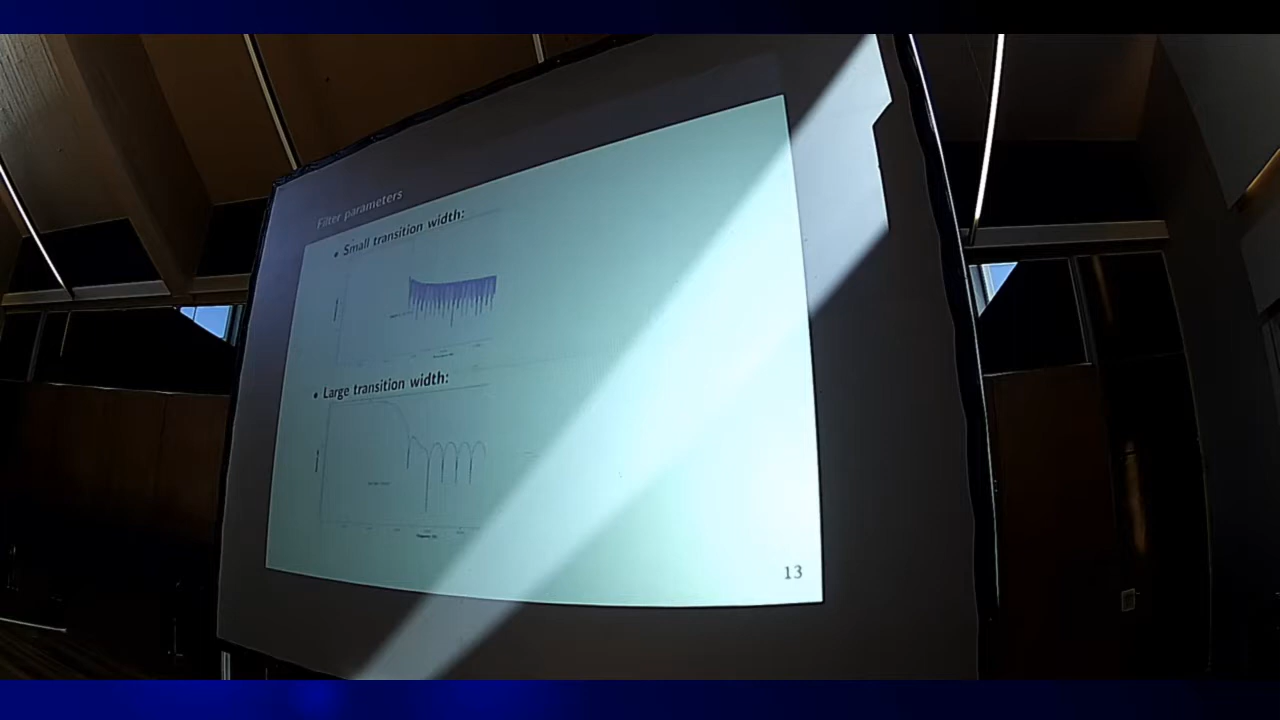 Filter parameters
• Small transition width:
• Large transition width:
13